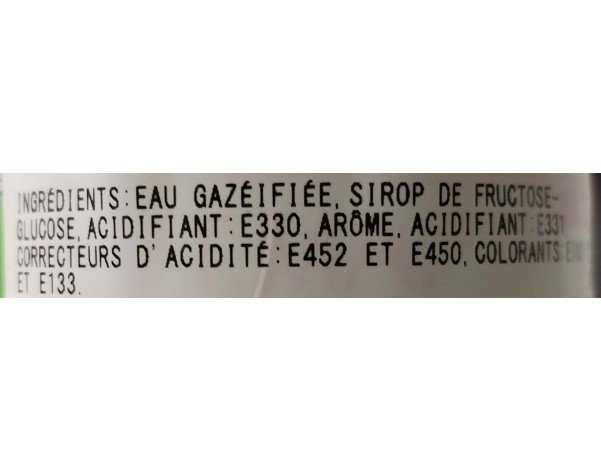 INGRÉDIENTS: EAU GAZÉIFIÉE, SIROP DE FRUCTOSE-
GLUCOSE, ACIDIFIANT: E330, ARÔME, ACIDIFIANT: E331,
CORRECTEURS D'ACIDITÉ: E452 ET E450, COLORANTS:
ET E133.